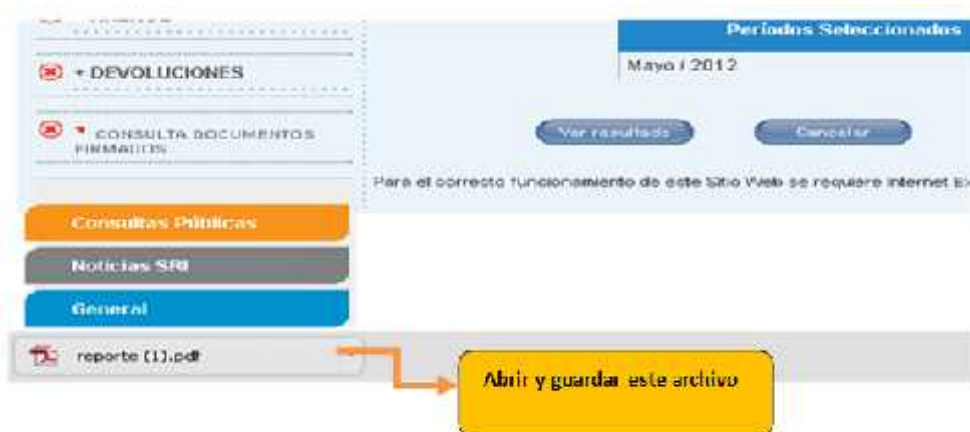 Períodos Seleccionados
+ DEVOLUCIONES
Mayo / 2012
CONSULTA DOCUMENTOS
FIRMADOS
Ver resultado
Cancelar
Para el correcto funcionamiento de este Sitio Web se requiere Internet Ex
Consultas Públicas
Noticias SRI
General
reporte (1).pdf
Abrir y guardar este archivo